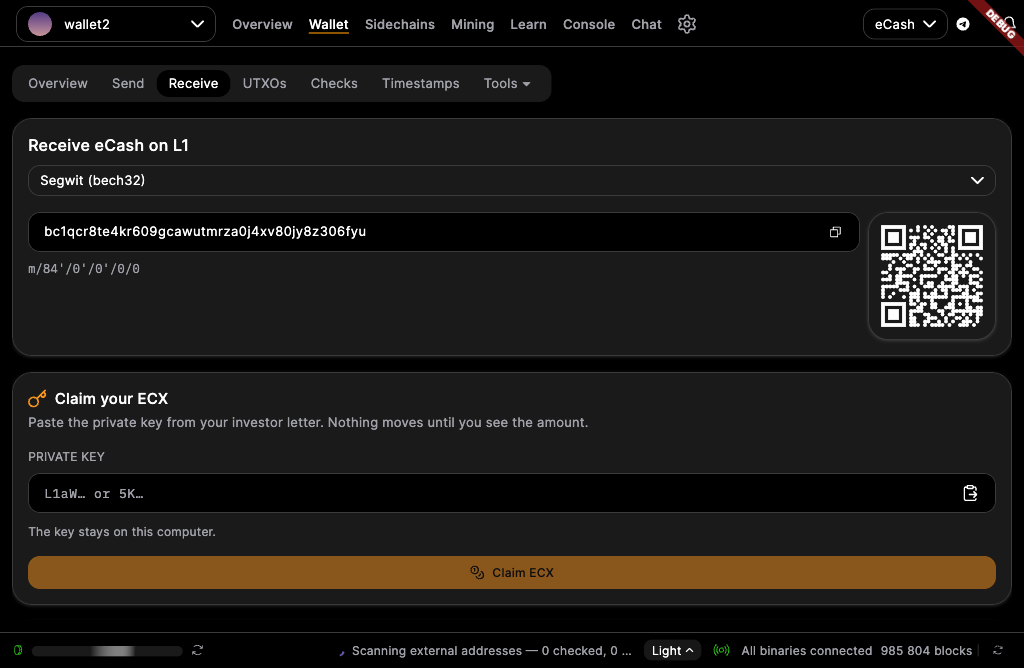 wallet2
Overview Wallet Sidechains Mining Learn Console Chat
eCash
DEBUG
Overview Send Receive UTXOs Checks Timestamps Tools
Receive eCash on L1
Segwit (bech32)
bc1qcr8te4kr609gcawutmrza0j4xv80jy8z306fyu
m/84'/0'/0'/0/0
Claim your ECX
Paste the private key from your investor letter. Nothing moves until you see the amount.
PRIVATE KEY
L1aW… or 5K…
The key stays on this computer.
Claim ECX
Scanning external addresses — 0 checked, 0 ...
Light
All binaries connected
985 804 blocks